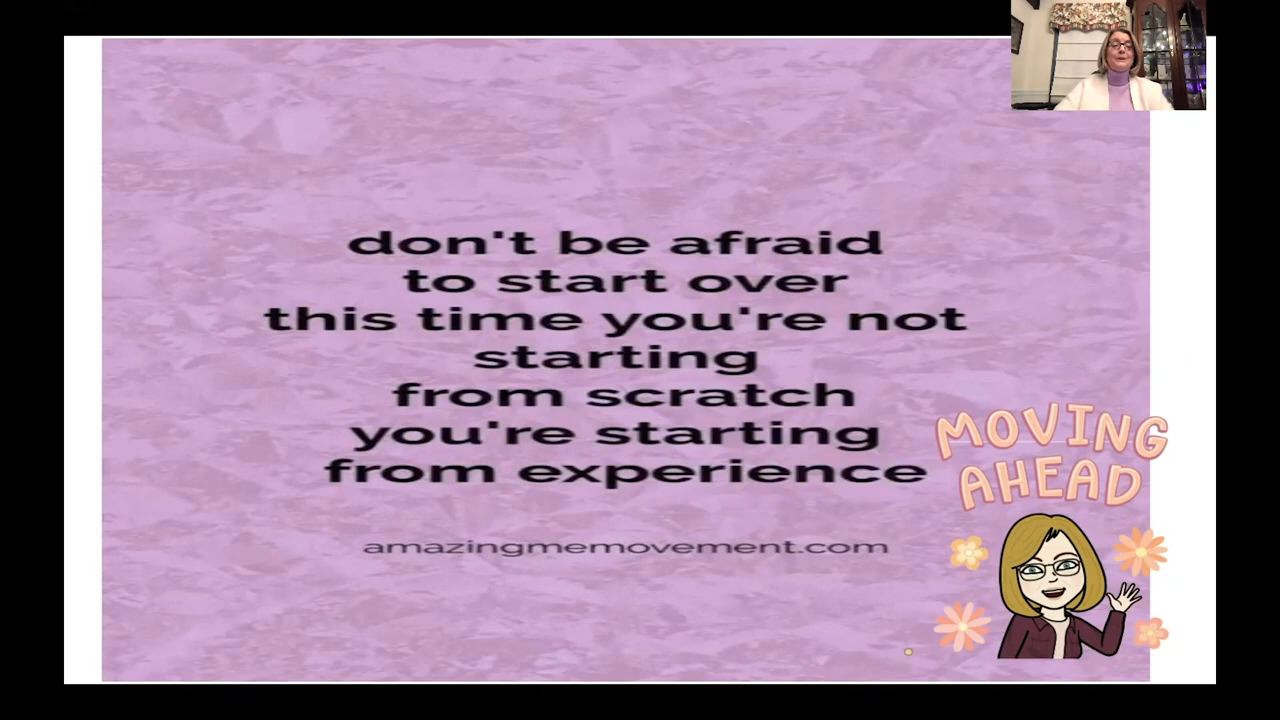 don't be afraid
to start over
this time you're not
starting
from scratch
you're starting
from experience
amazingmemovement.com
MOVING
AHEAD